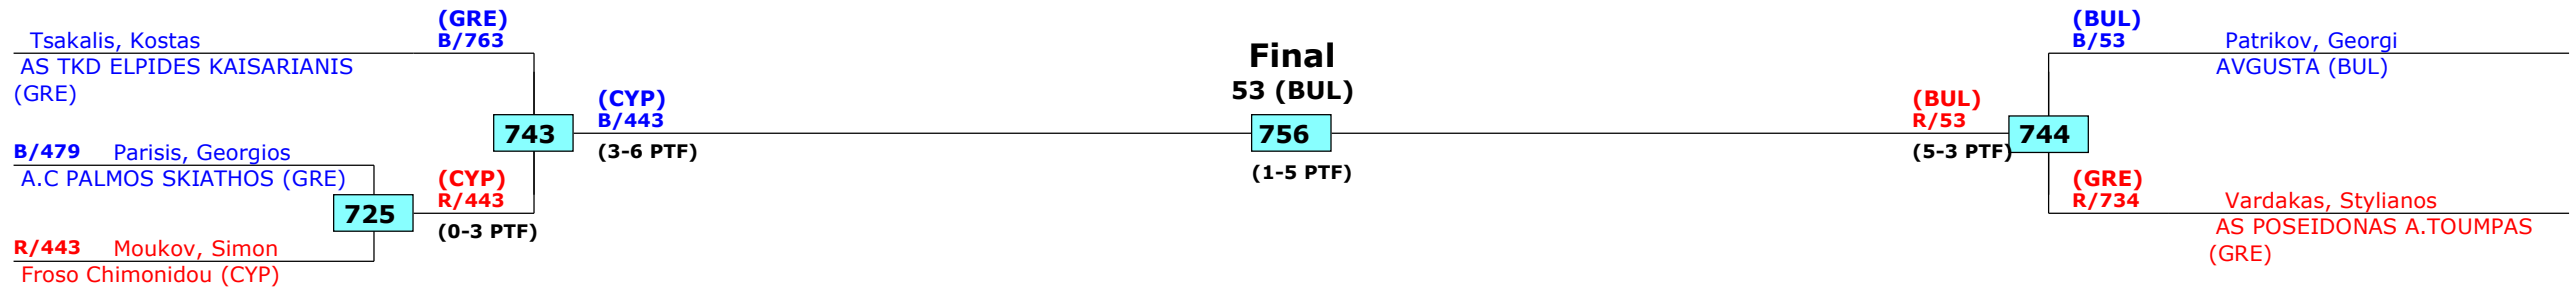 (GRE)
B/763
Tsakalis, Kostas
AS TKD ELPIDES KAISARIANIS
(GRE)
B/479 Parisis, Georgios
A.C PALMOS SKIATHOS (GRE)
R/443 Moukov, Simon
Froso Chimonidou (CYP)
725
(CYP)
R/443
(0-3 PTF)
743
(CYP)
B/443
(3-6 PTF)
Final
53 (BUL)
756
(1-5 PTF)
(BUL)
R/53
(5-3 PTF)
744
(BUL)
B/53 Patrikov, Georgi
AVGUSTA (BUL)
(GRE)
R/734 Vardakas, Stylianos
AS POSEIDONAS A.TOUMPAS
(GRE)